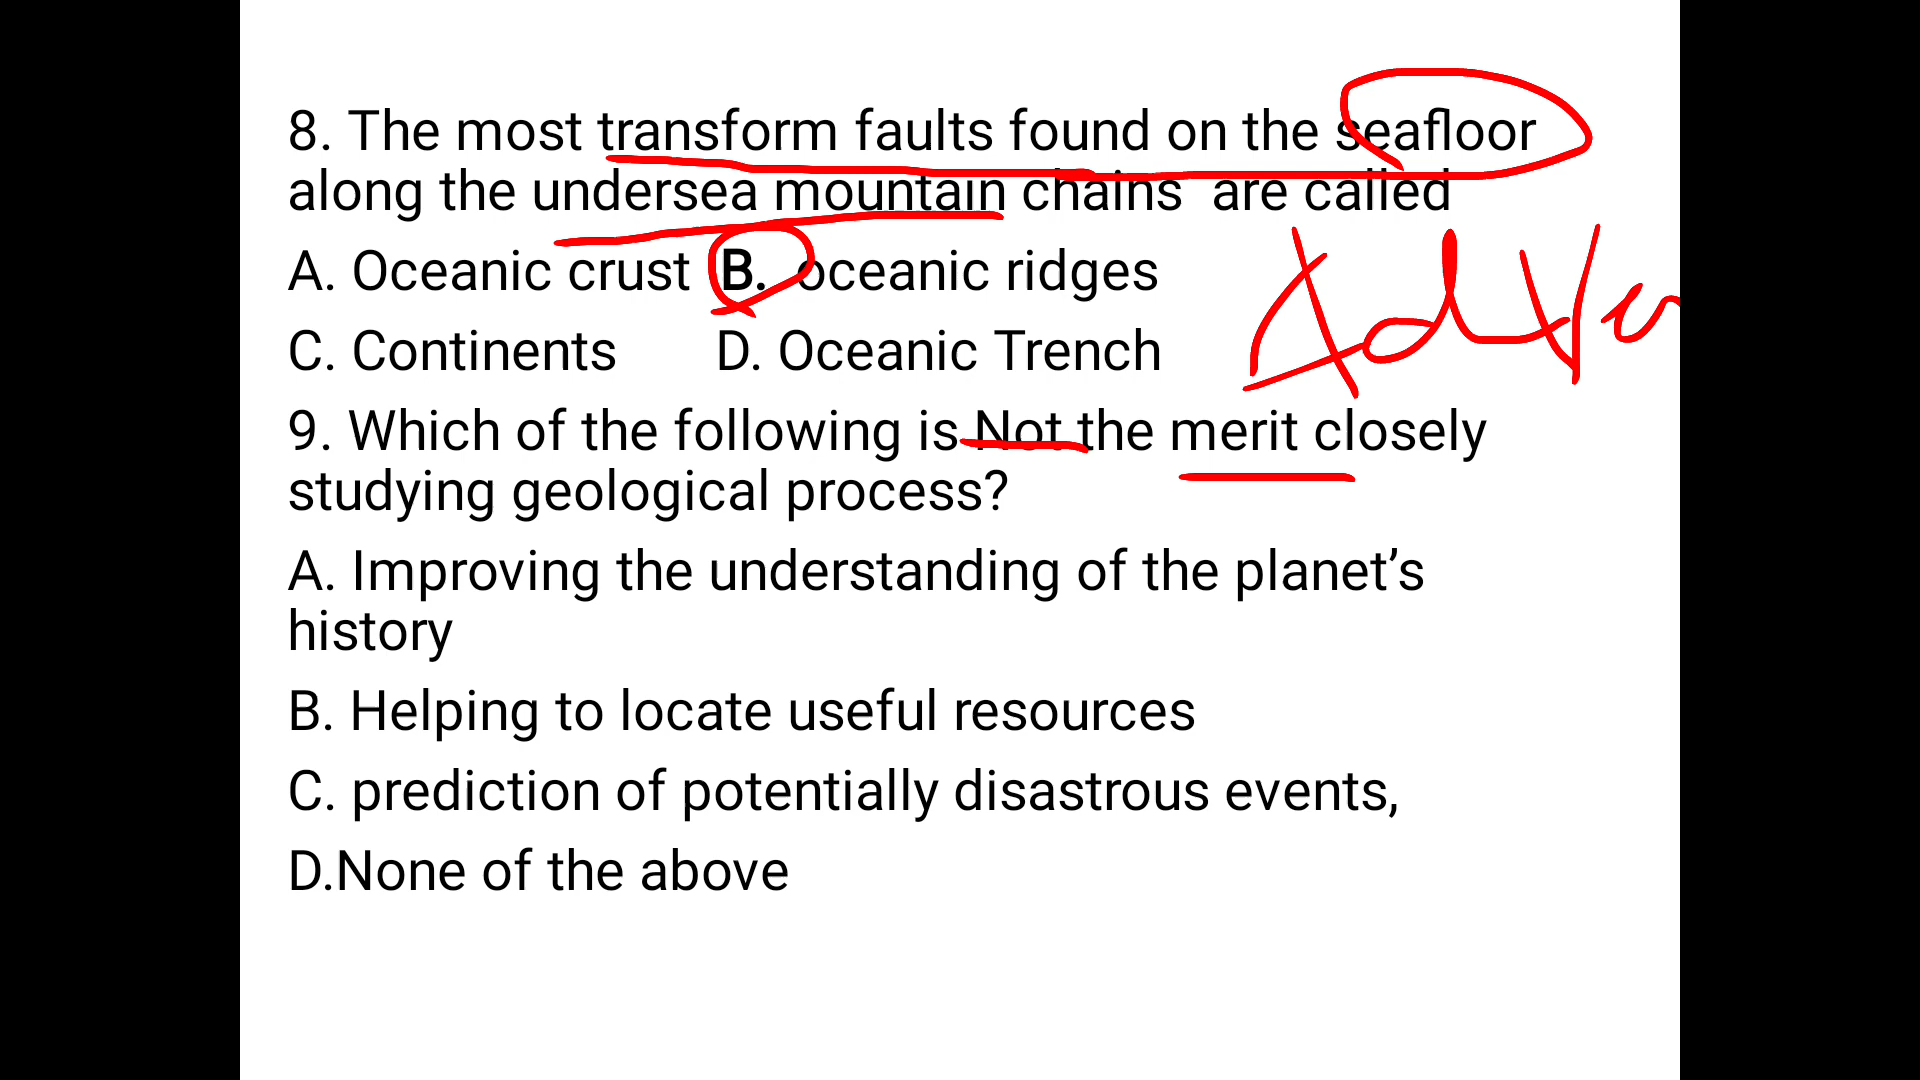 8. The most transform faults found on the seafloor
along the undersea mountain chains are called
A. Oceanic crust B. oceanic ridges
C. Continents D. Oceanic Trench
9. Which of the following is Not the merit closely
studying geological process?
A. Improving the understanding of the planet’s
history
B. Helping to locate useful resources
C. prediction of potentially disastrous events,
D.None of the above